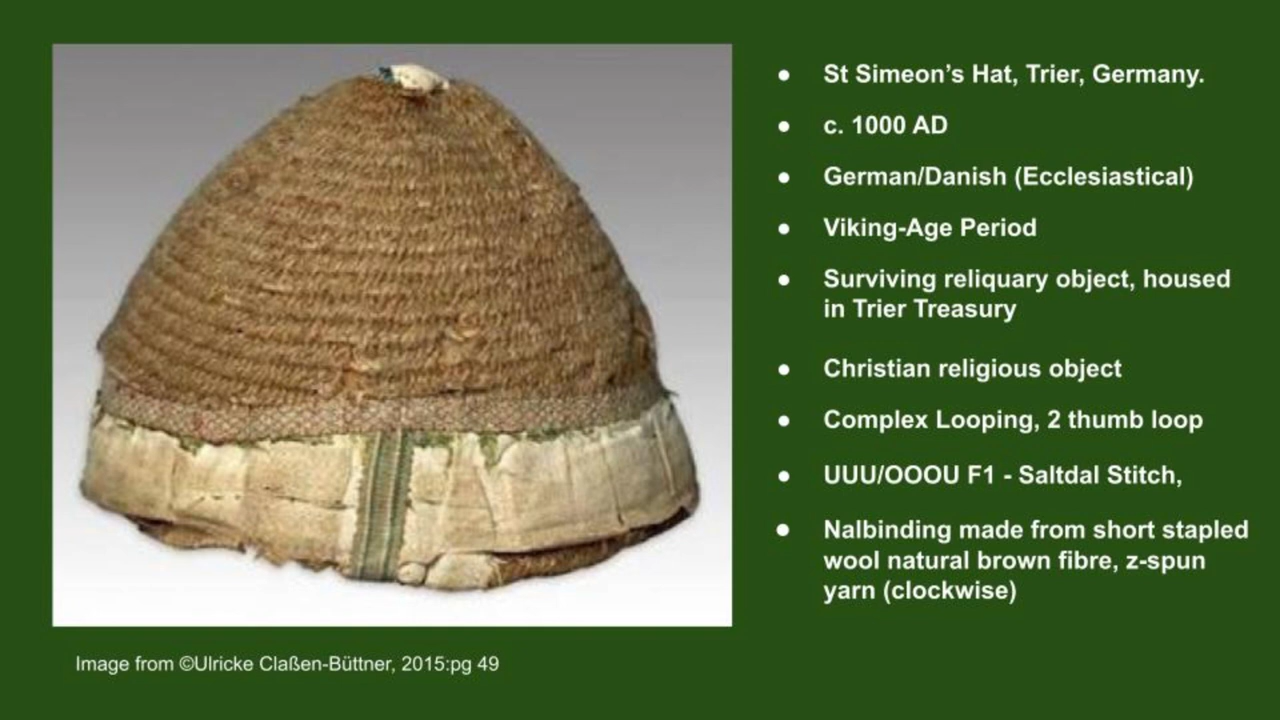 ● St Simeon’s Hat, Trier, Germany.
● c. 1000 AD
● German/Danish (Ecclesiastical)
● Viking-Age Period
● Surviving reliquary object, housed
in Trier Treasury
● Christian religious object
● Complex Looping, 2 thumb loop
● UUU/OOOU F1 - Saltdal Stitch,
● Nalbinding made from short stapled
wool natural brown fibre, z-spun
yarn (clockwise)
Image from ©Ulricke Claßen-Büttner, 2015:pg 49